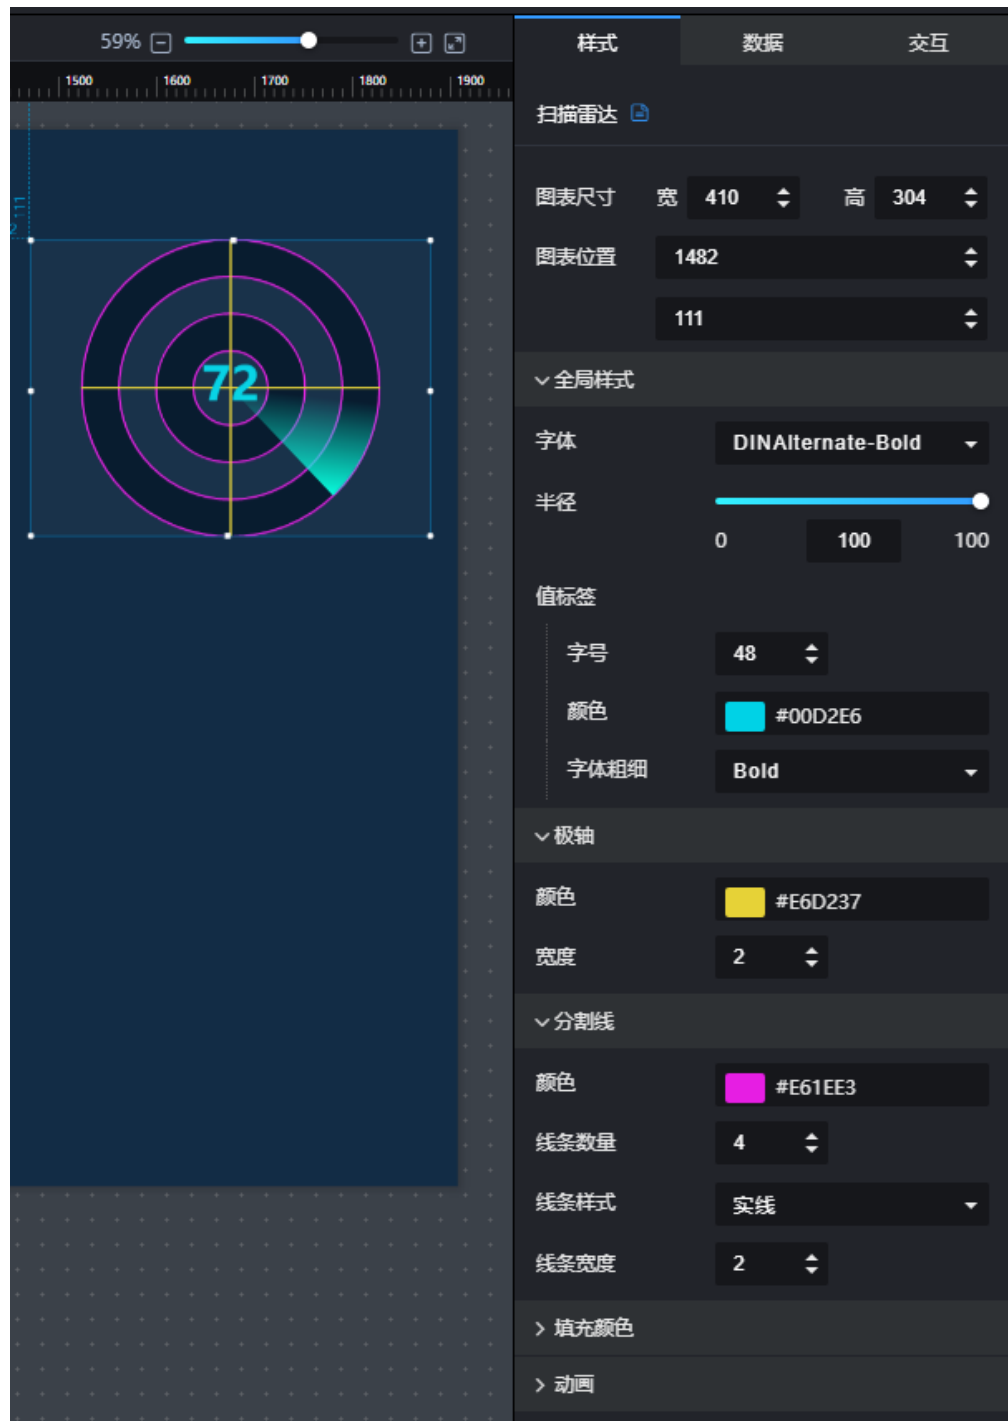 59%
样式 数据 交互
1500 1600 1700 1800 1900
扫描雷达
图表尺寸 宽 410 高 304
111
图表位置 1482
111
全局样式
72
字体 DINAlternate-Bold
半径
0 100 100
值标签
字号 48
颜色 #00D2E6
字体粗细 Bold
极轴
颜色 #E6D237
宽度 2
分割线
颜色 #E61EE3
线条数量 4
线条样式 实线
线条宽度 2
填充颜色
动画